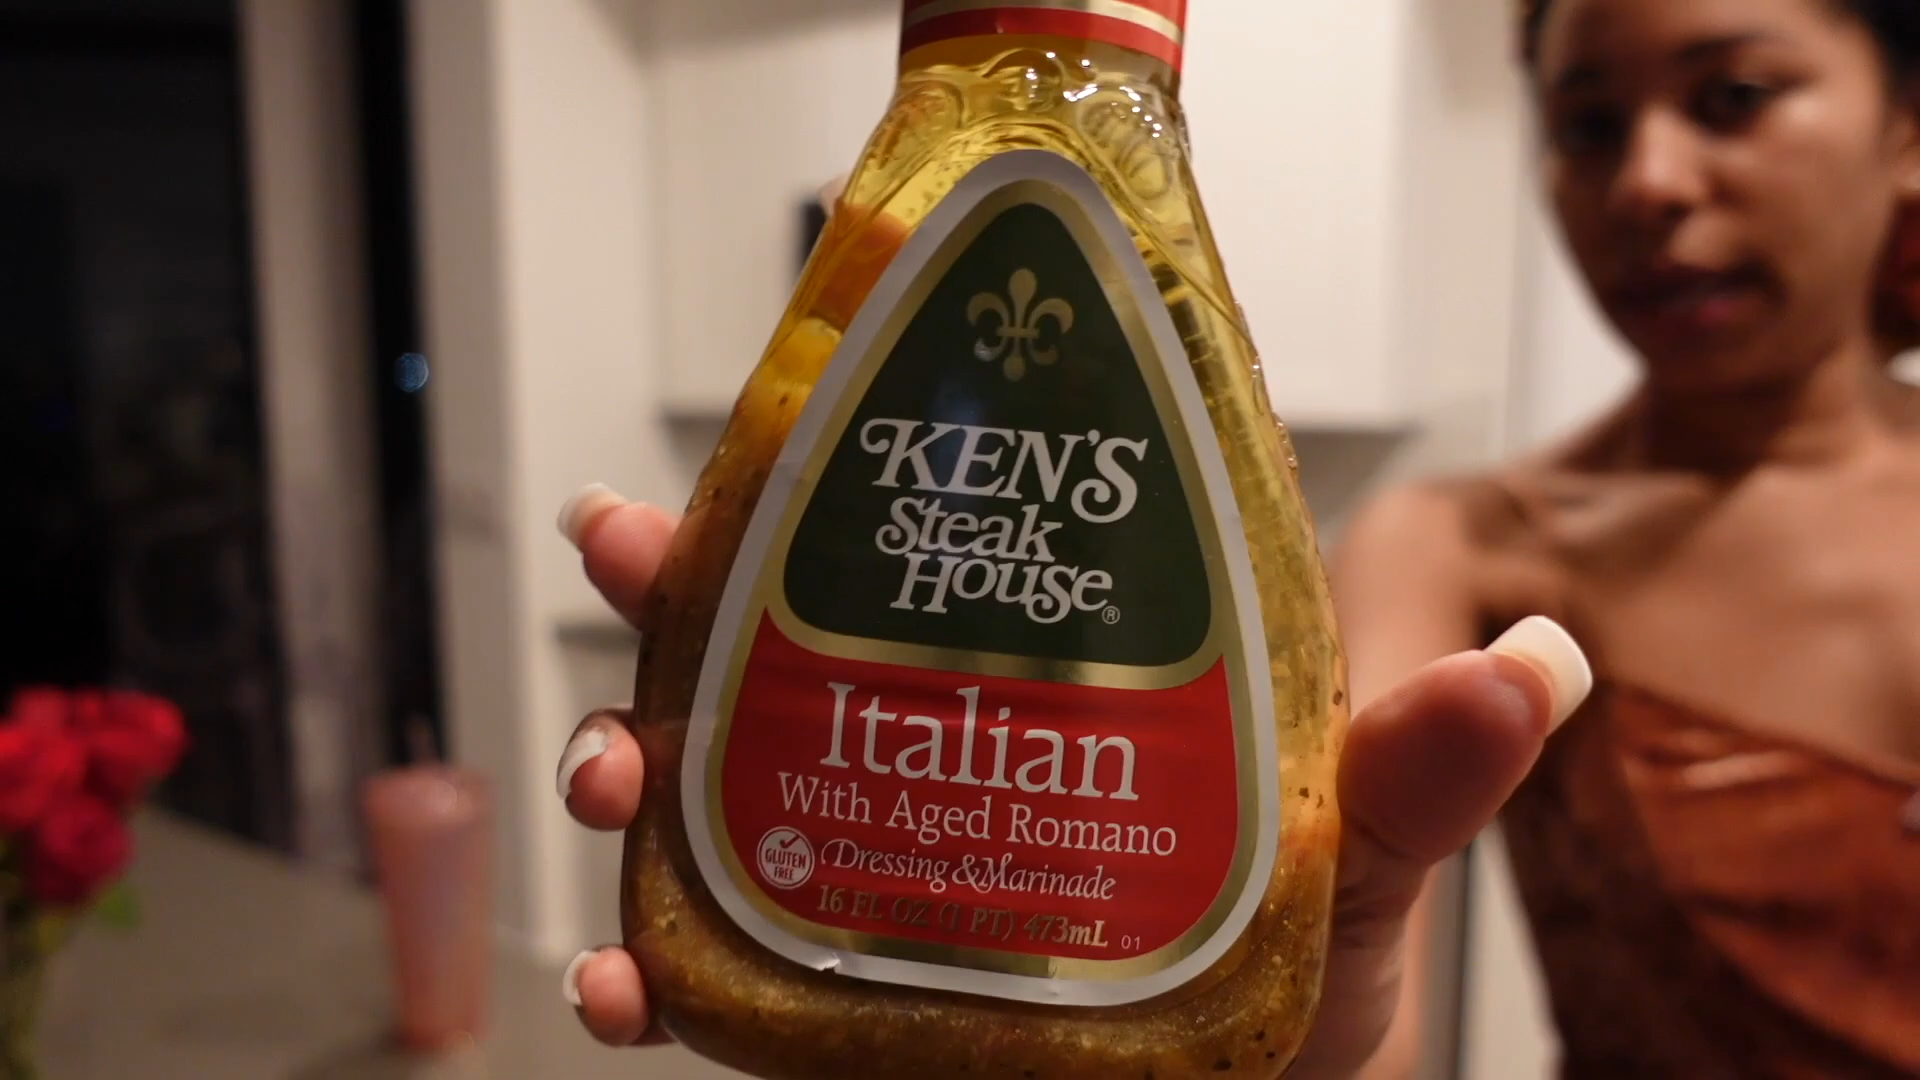 KEN'S
Steak
House®
Italian
With Aged Romano
GLUTEN
FREE
Dressing & Marinade
16 FL OZ (1 PT) 473mL 01